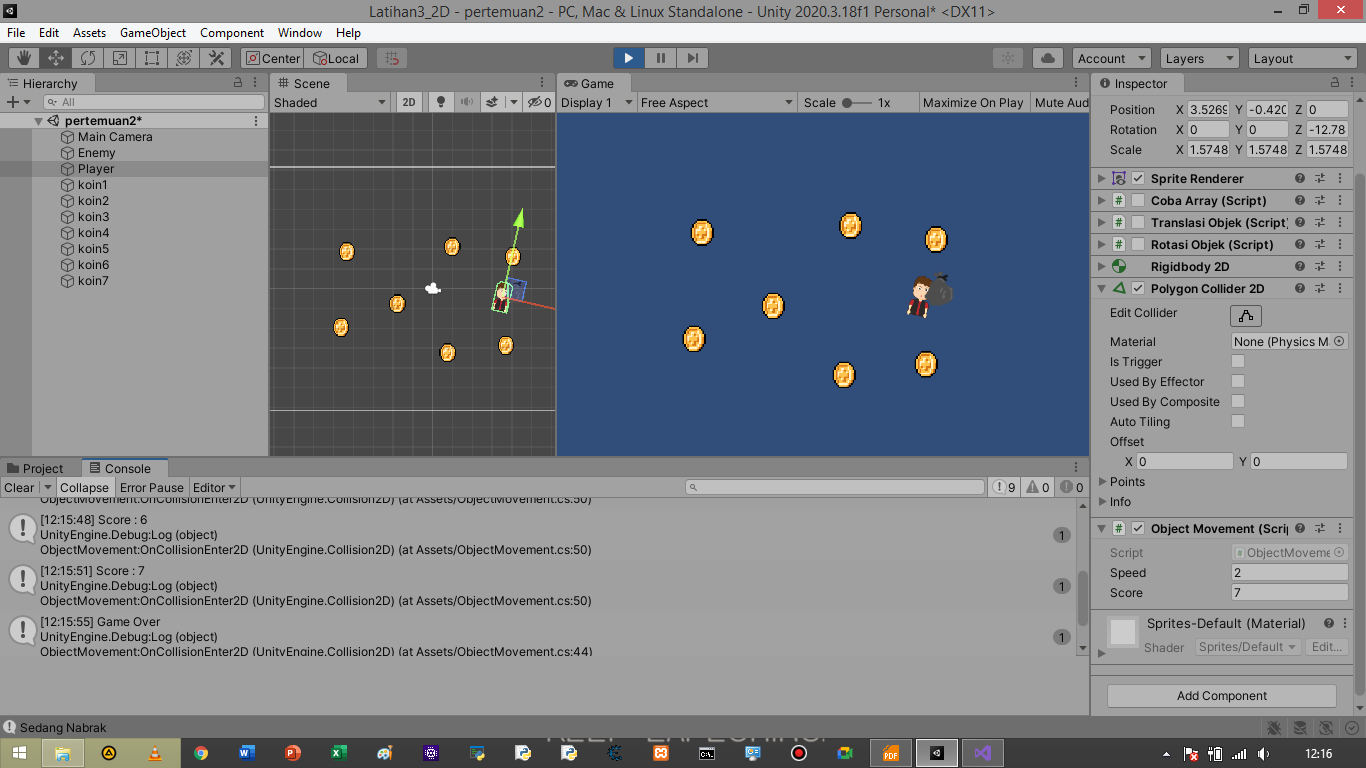 Latihan3_2D - pertemuan2 - PC, Mac & Linux Standalone - Unity 2020.3.18f1 Personal* <DX11>
File Edit Assets GameObject Component Window Help
Center Local Account Layers Layout
Hierarchy
All
pertemuan2*
Main Camera
Enemy
Player
koin1
koin2
koin3
koin4
koin5
koin6
koin7
Scene
Shaded 2D 0
Game
Display 1 Free Aspect Scale 1x Maximize On Play Mute Aud
Inspector
Position X 3.5269 Y -0.420 Z 0
Rotation X 0 Y 0 Z -12.78
Scale X 1.5748 Y 1.5748 Z 1.5748
Sprite Renderer
Coba Array (Script)
Translasi Objek (Script)
Rotasi Objek (Script)
Rigidbody 2D
Polygon Collider 2D
Edit Collider
Material None (Physics M
Is Trigger
Used By Effector
Used By Composite
Auto Tiling
Offset
X 0 Y 0
Points
Info
Object Movement (Scrip
Script ObjectMoveme
Speed 2
Score 7
Sprites-Default (Material)
Shader Sprites/Default Edit...
Add Component
Project Console
Clear Collapse Error Pause Editor 9 0 0
ObjectMovement:OnCollisionEnter2D (UnityEngine.Collision2D) (at Assets/ObjectMovement.cs:50)
[12:15:48] Score : 6
UnityEngine.Debug:Log (object)
ObjectMovement:OnCollisionEnter2D (UnityEngine.Collision2D) (at Assets/ObjectMovement.cs:50)
1
[12:15:51] Score : 7
UnityEngine.Debug:Log (object)
ObjectMovement:OnCollisionEnter2D (UnityEngine.Collision2D) (at Assets/ObjectMovement.cs:50)
1
[12:15:55] Game Over
UnityEngine.Debug:Log (object)
ObjectMovement:OnCollisionEnter2D (UnityEngine.Collision2D) (at Assets/ObjectMovement.cs:44)
1
Sedang Nabrak
12:16